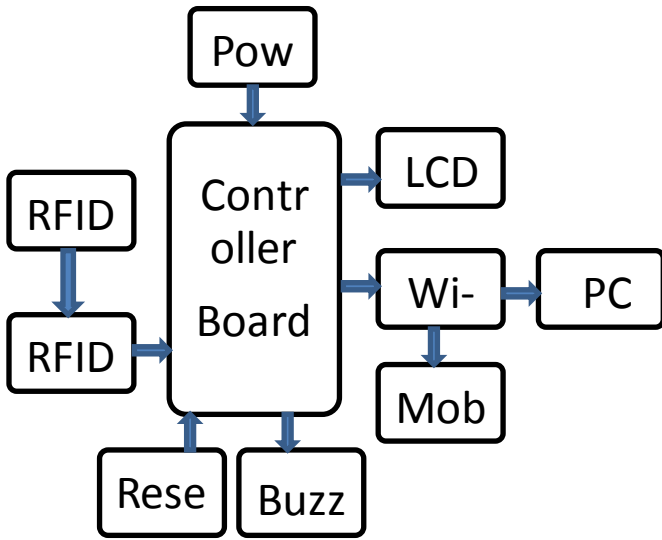 Pow
Contr
oller
Board
LCD
RFID
RFID
Wi-
PC
Mob
Rese
Buzz